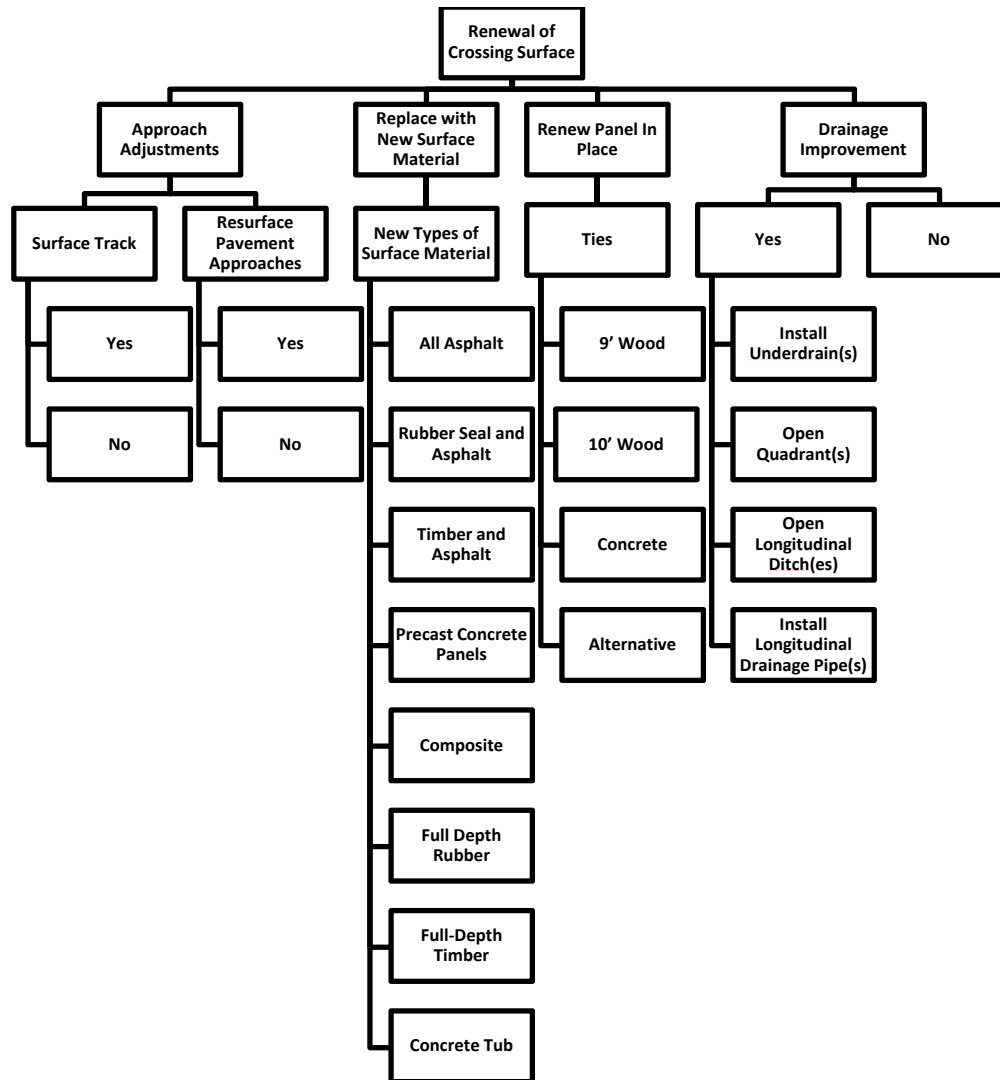 Renewal of
Crossing Surface
Approach
Adjustments
Replace with
New Surface
Material
Renew Panel In
Place
Drainage
Improvement
Surface Track
Resurface
Pavement
Approaches
New Types of
Surface Material
Ties
Yes
No
Yes
Yes
All Asphalt
9’ Wood
Install
Underdrain(s)
No
No
Rubber Seal and
Asphalt
10’ Wood
Open
Quadrant(s)
Timber and
Asphalt
Concrete
Open
Longitudinal
Ditch(es)
Precast Concrete
Panels
Alternative
Install
Longitudinal
Drainage Pipe(s)
Composite
Full Depth
Rubber
Full-Depth
Timber
Concrete Tub